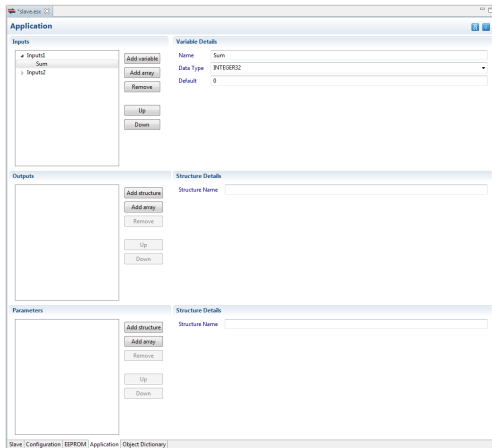 *slave.esx
Application
Inputs
Inputs1
Sum
Inputs2
Add variable
Add array
Remove
Up
Down
Variable Details
Name Sum
Data Type INTEGER32
Default 0
Outputs
Add structure
Add array
Remove
Up
Down
Structure Details
Structure Name
Parameters
Add structure
Add array
Remove
Up
Down
Structure Details
Structure Name
Slave Configuration EEPROM Application Object Dictionary